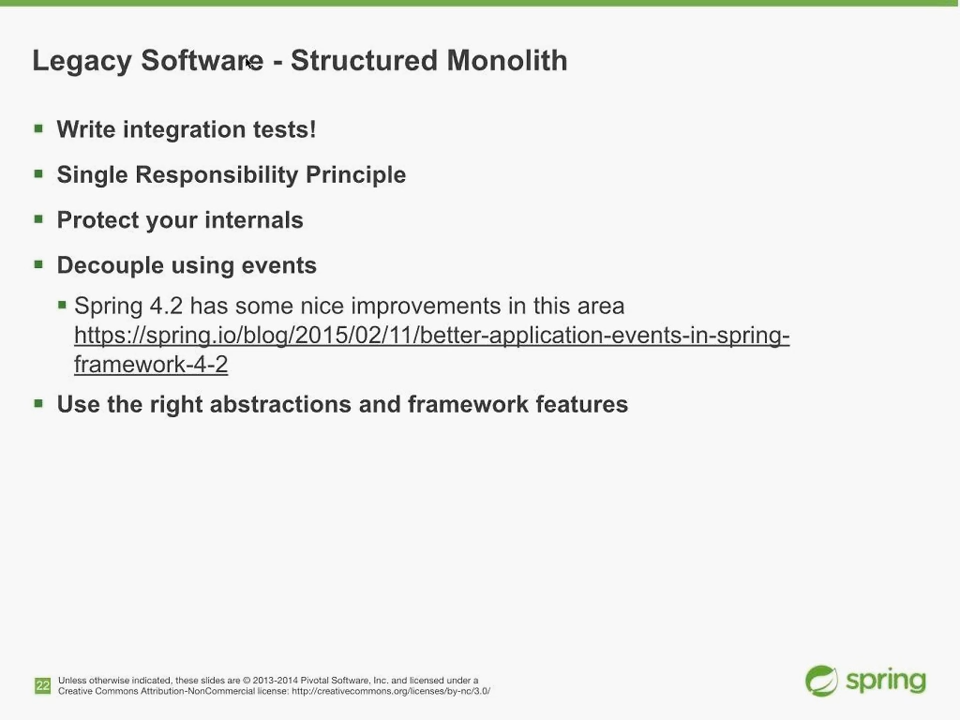 Legacy Software - Structured Monolith
Write integration tests!
Single Responsibility Principle
Protect your internals
Decouple using events
Spring 4.2 has some nice improvements in this area
https://spring.io/blog/2015/02/11/better-application-events-in-spring-
framework-4-2
Use the right abstractions and framework features
22
Unless otherwise indicated, these slides are © 2013-2014 Pivotal Software, Inc. and licensed under a
Creative Commons Attribution-NonCommercial license: http://creativecommons.org/licenses/by-nc/3.0/
spring